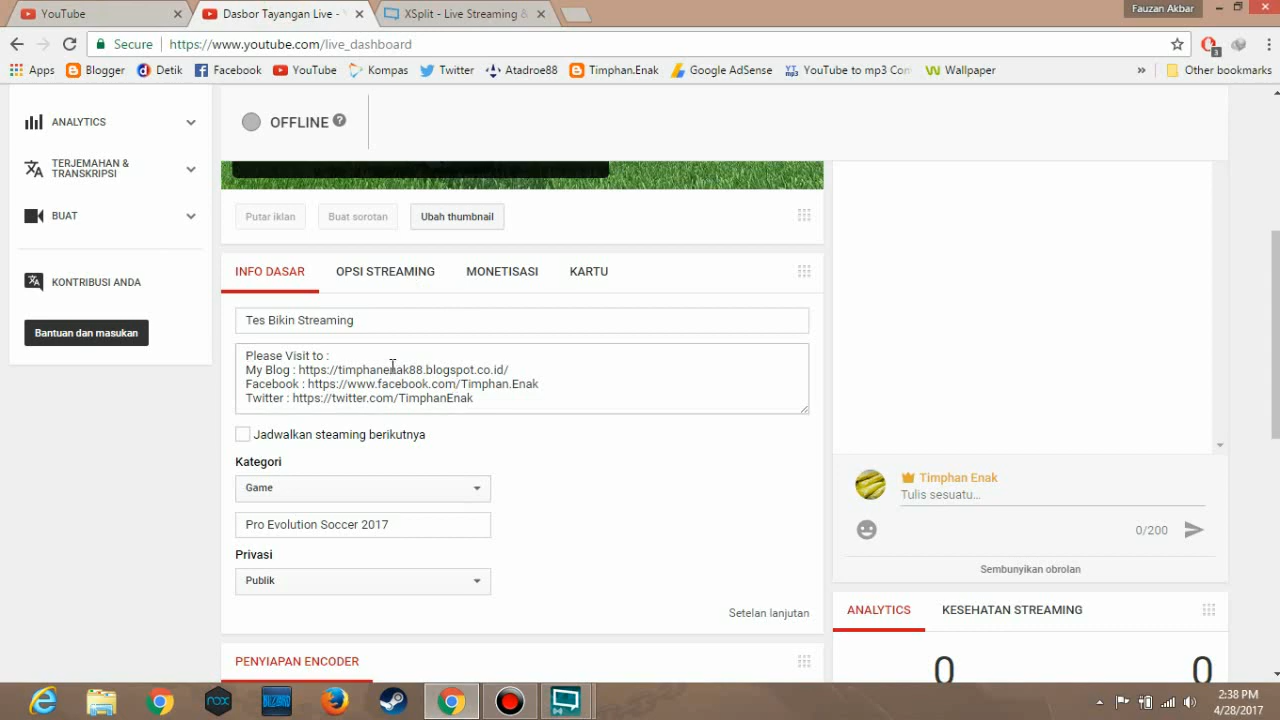 YouTube
Dasbor Tayangan Live -
XSplit - Live Streaming &
Fauzan Akbar
Secure
https://www.youtube.com/live_dashboard
3
Apps
Blogger
Detik
Facebook
YouTube
Kompas
Twitter
Atadroe88
Timphan.Enak
Google AdSense
YouTube to mp3 Con
Wallpaper
»
Other bookmarks
ANALYTICS
TERJEMAHAN &
TRANSKRIPSI
BUAT
KONTRIBUSI ANDA
Bantuan dan masukan
OFFLINE ?
Putar iklan
Buat sorotan
Ubah thumbnail
INFO DASAR
OPSI STREAMING
MONETISASI
KARTU
Tes Bikin Streaming
Please Visit to :
My Blog : https://timphanenak88.blogspot.co.id/
Facebook : https://www.facebook.com/Timphan.Enak
Twitter : https://twitter.com/TimphanEnak
Jadwalkan steaming berikutnya
Kategori
Game
Pro Evolution Soccer 2017
Privasi
Publik
Setelan lanjutan
PENYIAPAN ENCODER
Timphan Enak
Tulis sesuatu...
0/200
Sembunyikan obrolan
ANALYTICS
KESEHATAN STREAMING
0
0
nox
BLIZZARD
2:38 PM
4/28/2017